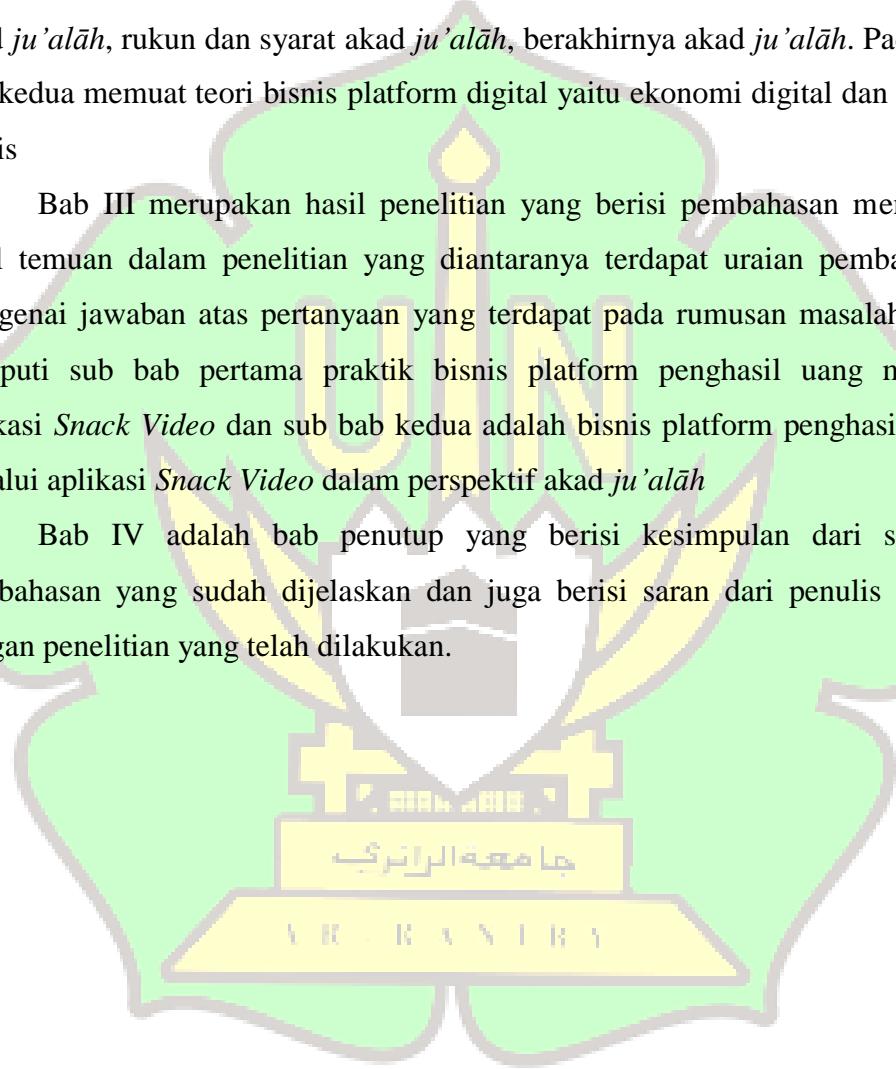 ju'alāh, rukun dan syarat akad ju'alāh, berakhirnya akad ju'alāh. Pa
kedua memuat teori bisnis platform digital yaitu ekonomi digital dan
is
Bab III merupakan hasil penelitian yang berisi pembahasan men
temuan dalam penelitian yang diantaranya terdapat uraian pemba
genai jawaban atas pertanyaan yang terdapat pada rumusan masalah
puti sub bab pertama praktik bisnis platform penghasil uang m
kasi Snack Video dan sub bab kedua adalah bisnis platform penghasi
alui aplikasi Snack Video dalam perspektif akad ju'alāh
Bab IV adalah bab penutup yang berisi kesimpulan dari s
bahasan yang sudah dijelaskan dan juga berisi saran dari penulis
gan penelitian yang telah dilakukan.
UIN
جامعة الرانري
AR - RANIRY